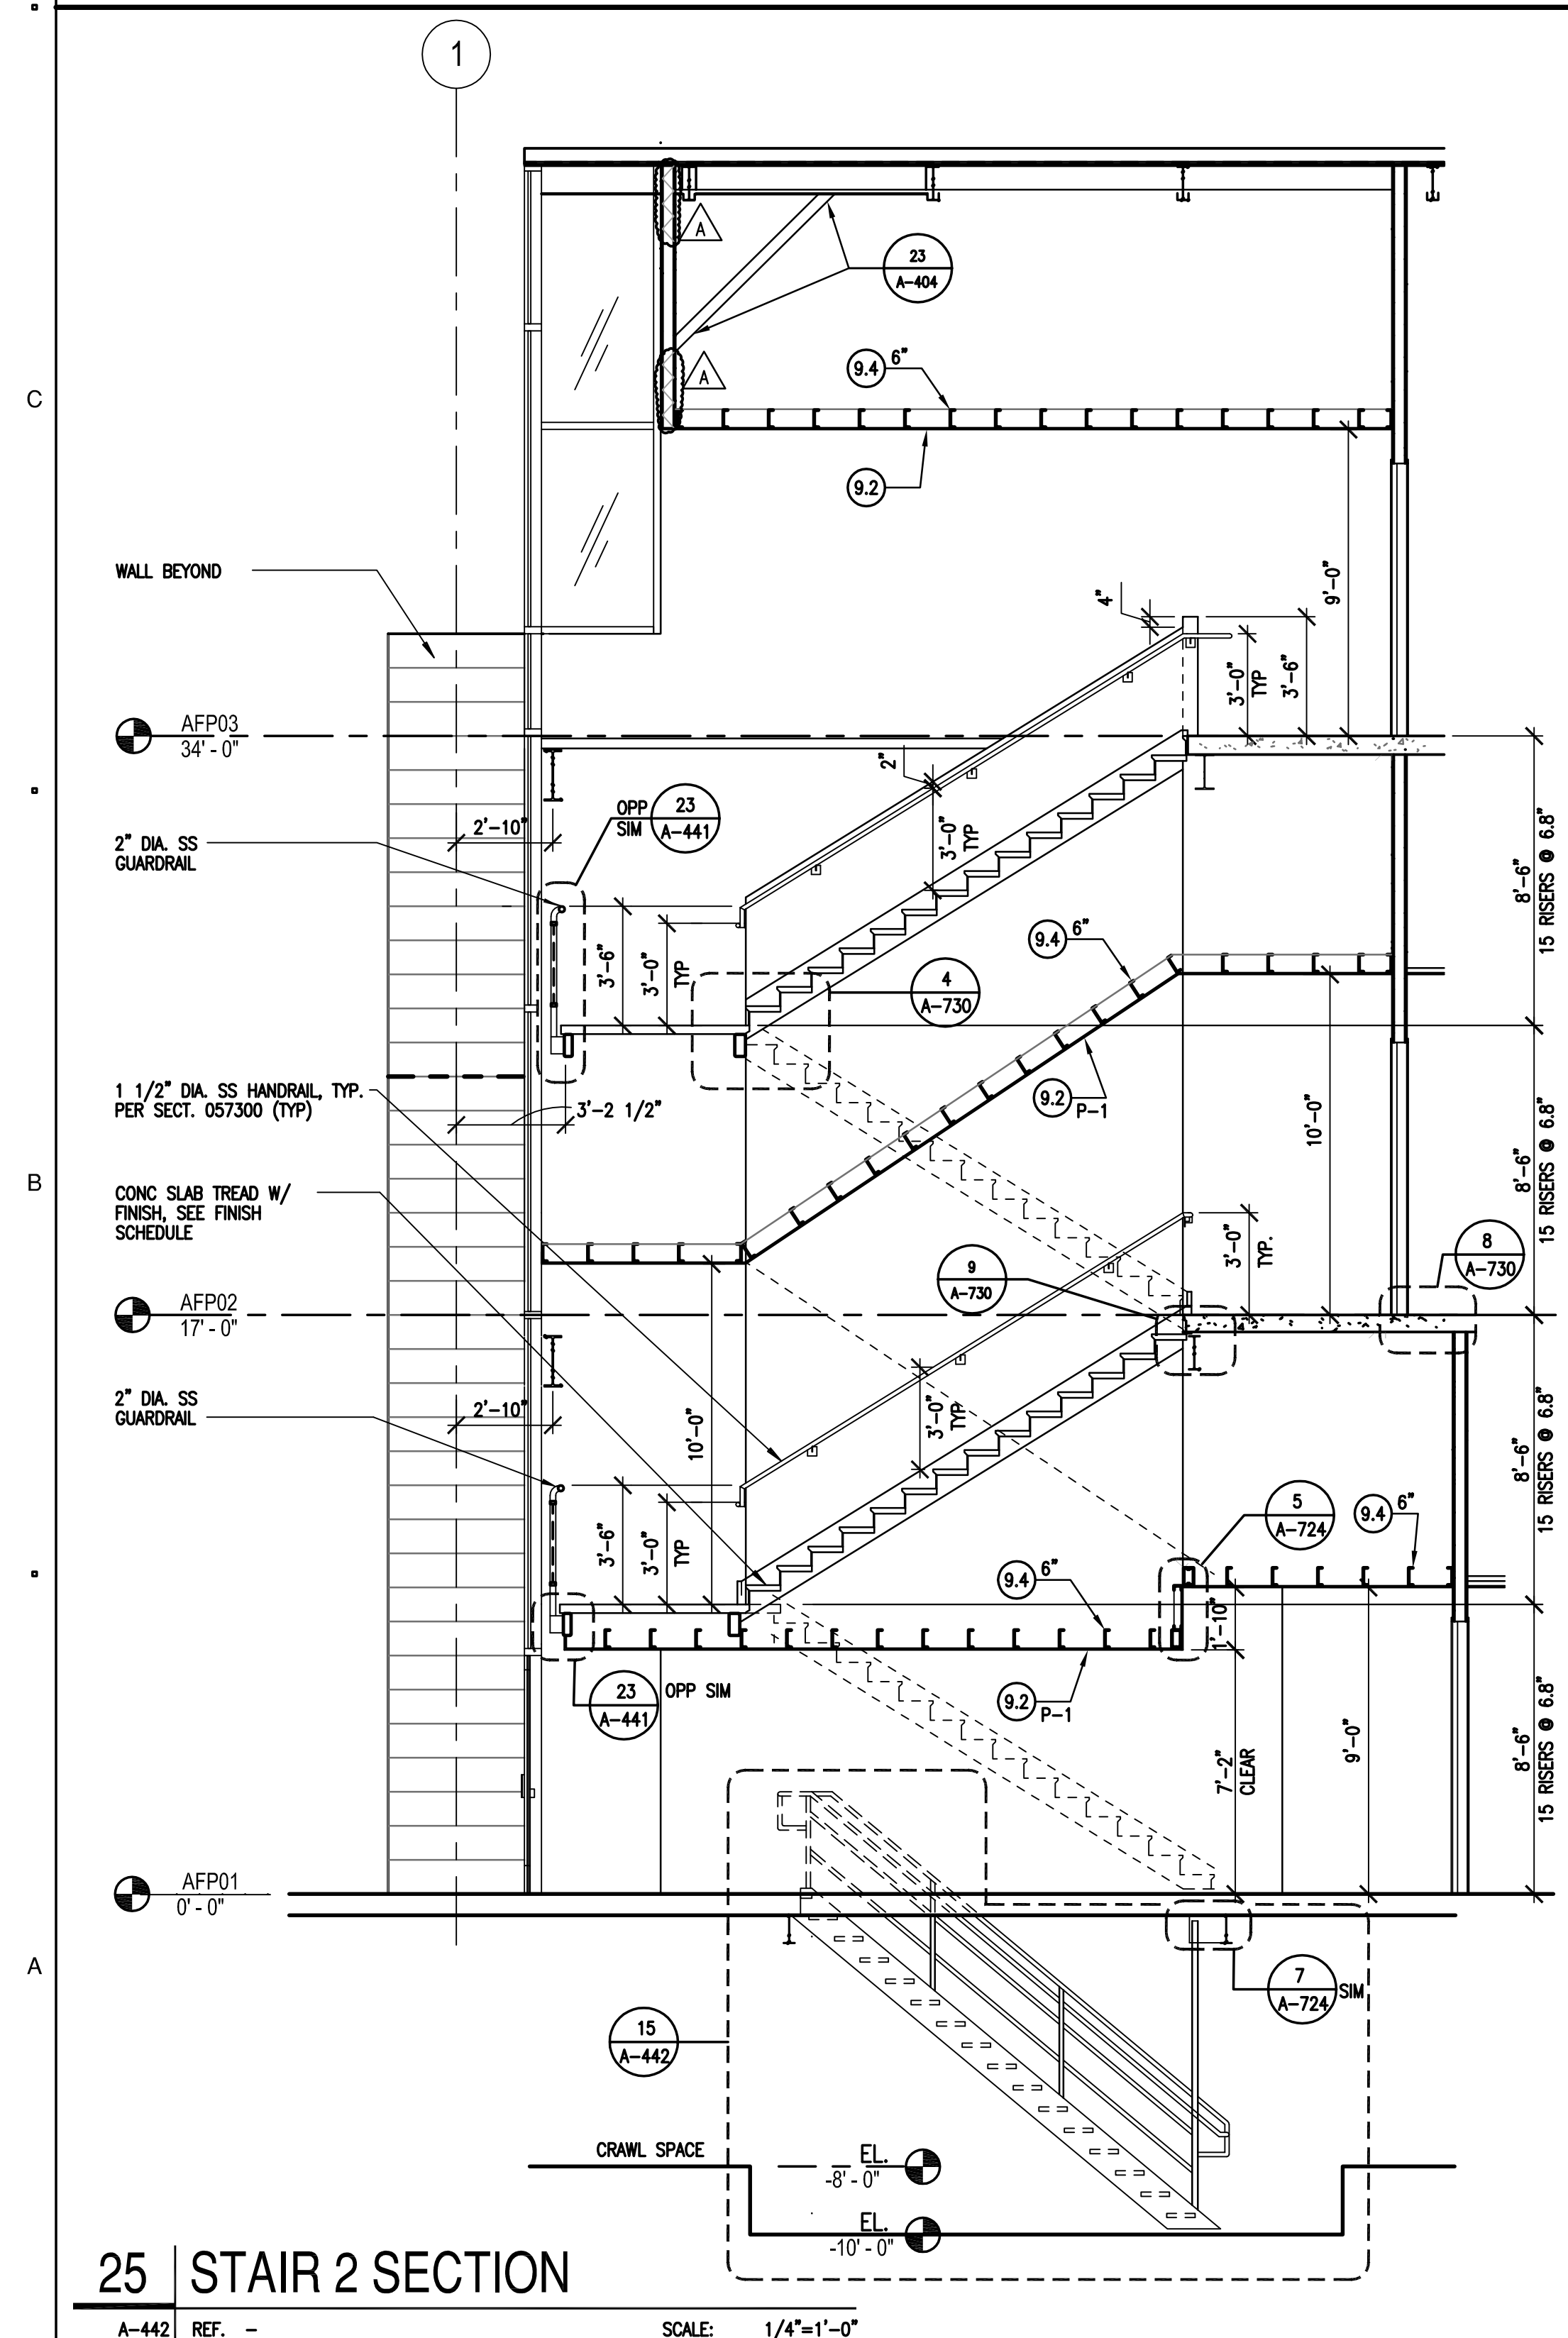 1
A
23
A-404
A
C
9.4 6"
9.2
WALL BEYOND
9'-0"
4"
3'-0"
TYP
3'-6"
AFP03
34' - 0"
2"
OPP
SIM
23
A-441
2'-10"
2" DIA. SS
GUARDRAIL
3'-0"
TYP
8'-6"
15 RISERS @ 6.8"
9.4 6"
3'-6"
3'-0"
TYP
4
A-730
1 1/2" DIA. SS HANDRAIL, TYP.
PER SECT. 057300 (TYP)
3'-2 1/2"
9.2
P-1
10'-0"
8'-6"
15 RISERS @ 6.8"
B
CONC SLAB TREAD W/
FINISH, SEE FINISH
SCHEDULE
3'-0"
TYP.
8
A-730
9
A-730
AFP02
17' - 0"
2" DIA. SS
GUARDRAIL
2'-10"
10'-0"
3'-0"
TYP
8'-6"
15 RISERS @ 6.8"
5
A-724
9.4 6"
3'-6"
3'-0"
TYP
9.4 6"
1'-10"
23
A-441
OPP SIM
9.2
P-1
7'-2"
CLEAR
9'-0"
8'-6"
15 RISERS @ 6.8"
AFP01
0' - 0"
A
7
A-724
SIM
15
A-442
CRAWL SPACE
EL.
-8' - 0"
EL.
-10' - 0"
25 STAIR 2 SECTION
A-442 REF. - SCALE: 1/4"=1'-0"